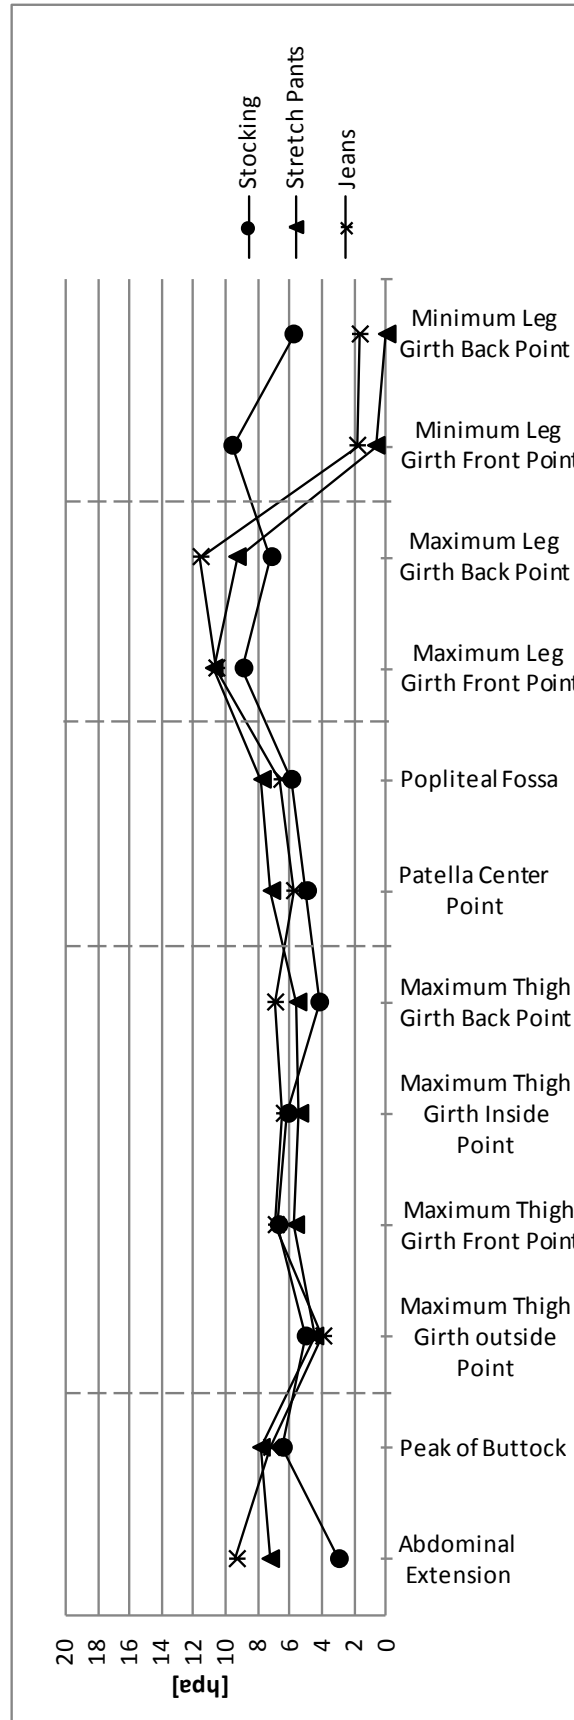 Stocking
Stretch Pants
Jeans
Minimum Leg
Girth Back Point
Minimum Leg
Girth Front Point
Maximum Leg
Girth Back Point
Maximum Leg
Girth Front Point
Popliteal Fossa
Patella Center
Point
Maximum Thigh
Girth Back Point
Maximum Thigh
Girth Inside
Point
Maximum Thigh
Girth Front Point
Maximum Thigh
Girth outside
Point
Peak of Buttock
Abdominal
Extension
20
18
16
14
12
10
8
6
4
2
0
[hpa]